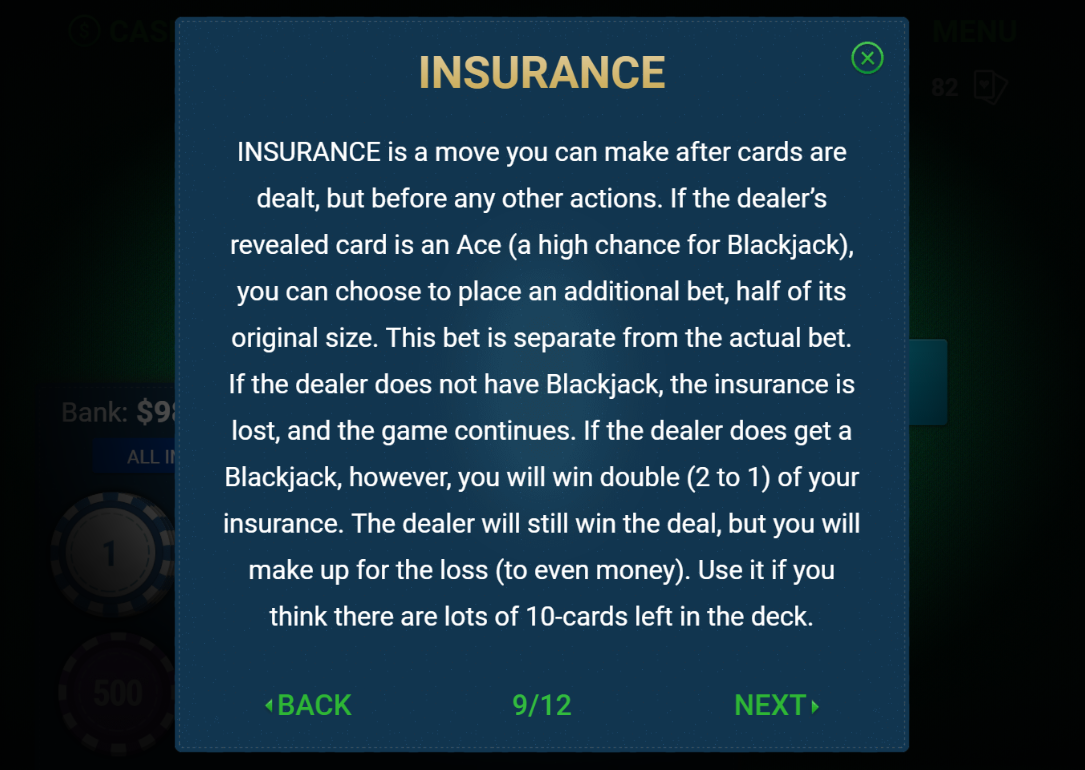 CAS
MENU
82
INSURANCE
INSURANCE is a move you can make after cards are
dealt, but before any other actions. If the dealer’s
revealed card is an Ace (a high chance for Blackjack),
you can choose to place an additional bet, half of its
original size. This bet is separate from the actual bet.
If the dealer does not have Blackjack, the insurance is
lost, and the game continues. If the dealer does get a
Blackjack, however, you will win double (2 to 1) of your
insurance. The dealer will still win the deal, but you will
make up for the loss (to even money). Use it if you
think there are lots of 10-cards left in the deck.
Bank: $98
ALL IN
1
500
BACK
9/12
NEXT